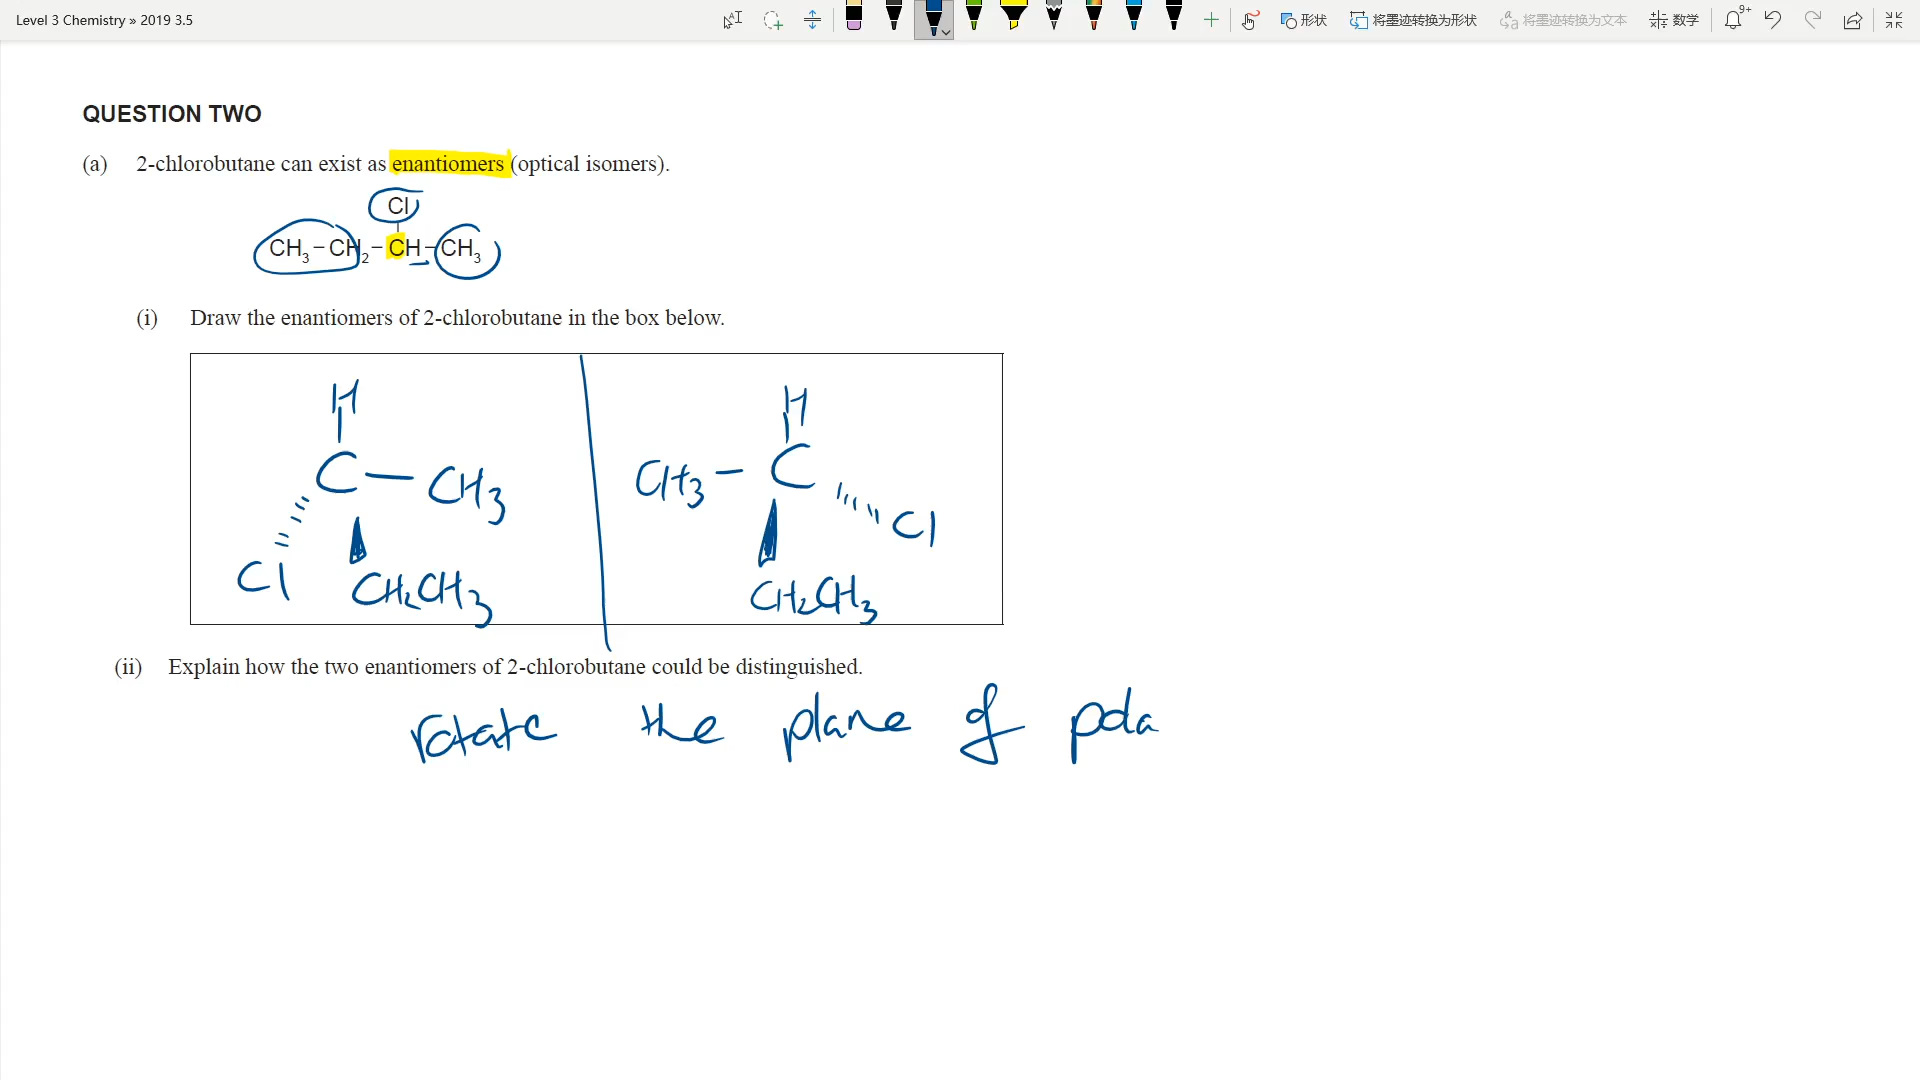 Level 3 Chemistry » 2019 3.5
形状 将墨迹转换为形状 将墨迹转换为文本 数学 9+
QUESTION TWO
(a) 2-chlorobutane can exist as enantiomers (optical isomers).
Cl
CH3–CH2–CH–CH3
(i) Draw the enantiomers of 2-chlorobutane in the box below.
H H
C — CH3 CH3 — C
Cl CH2CH3 CH2CH3 Cl
(ii) Explain how the two enantiomers of 2-chlorobutane could be distinguished.
rotate the plane of pola